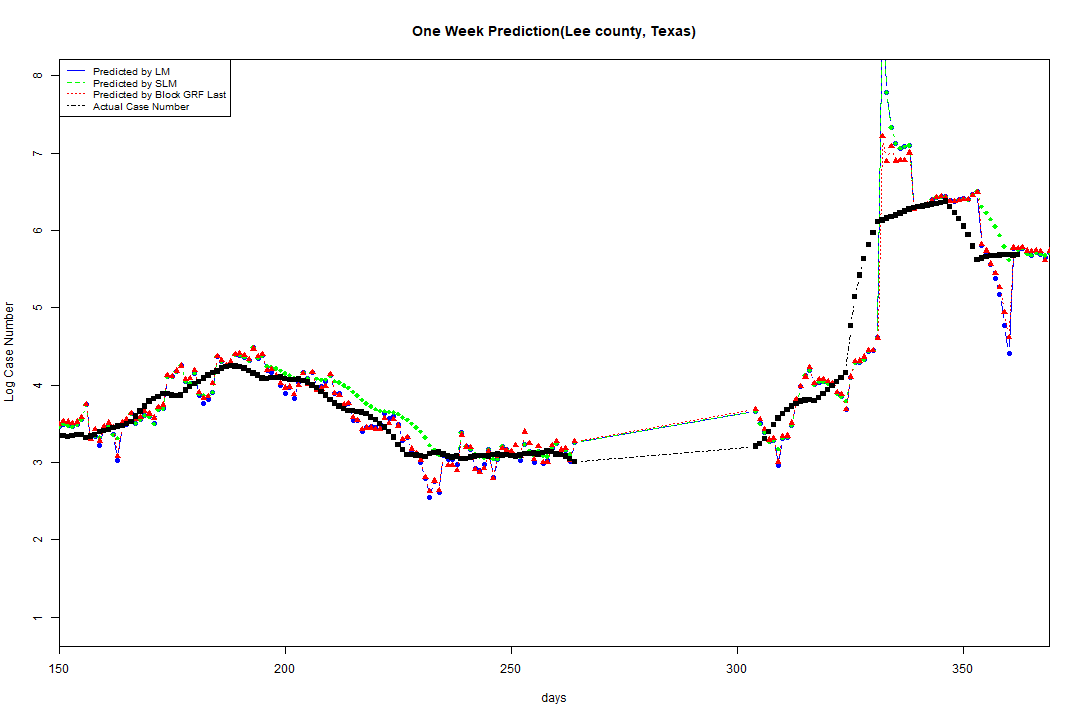 One Week Prediction(Lee county, Texas)
Predicted by LM
Predicted by SLM
Predicted by Block GRF Last
Actual Case Number
8
7
6
5
4
3
2
1
Log Case Number
150 200 250 300 350
days